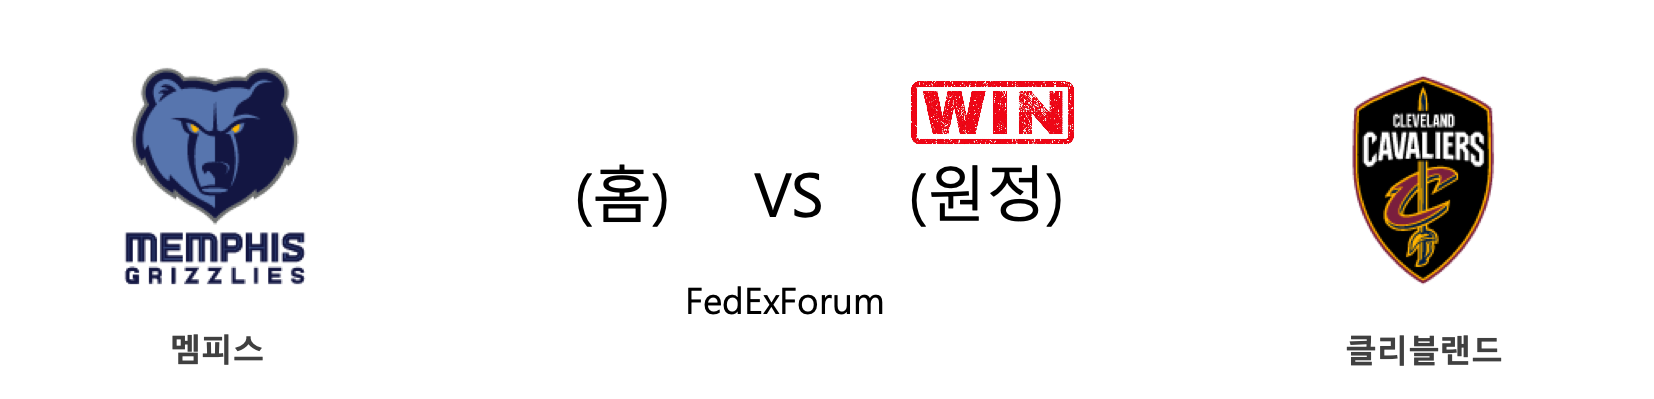 WIN
(홈) VS (원정)
MEMPHIS
GRIZZLIES
CLEVELAND
CAVALIERS
C
FedExForum
멤피스
클리블랜드